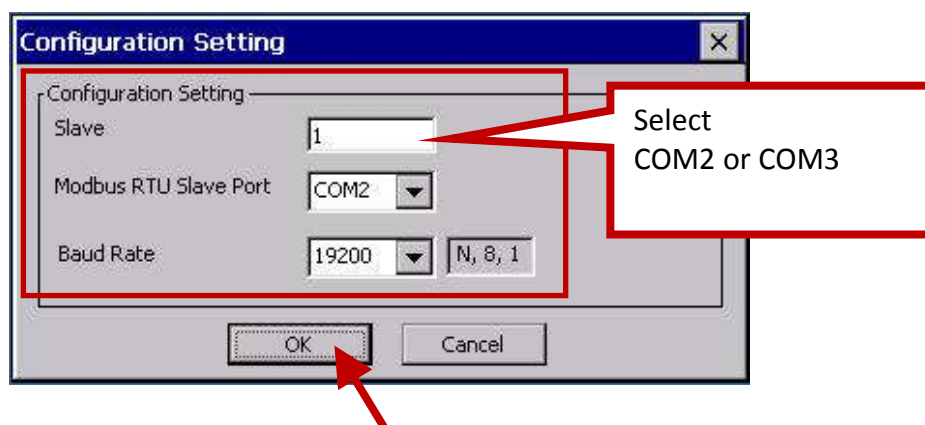 Configuration Setting
Configuration Setting
Slave
1
Modbus RTU Slave Port
COM2
Baud Rate
19200
N, 8, 1
OK
Cancel
Select
COM2 or COM3